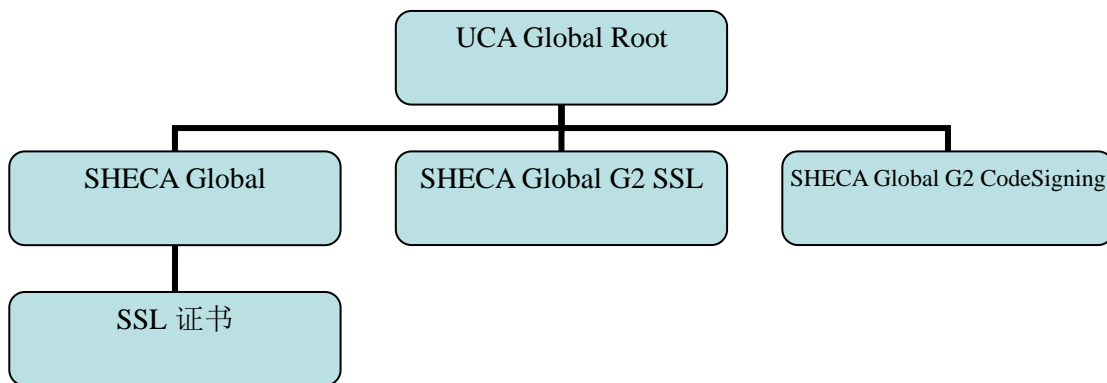 UCA Global Root
SHECA Global
SHECA Global G2 SSL
SHECA Global G2 CodeSigning
SSL 证书